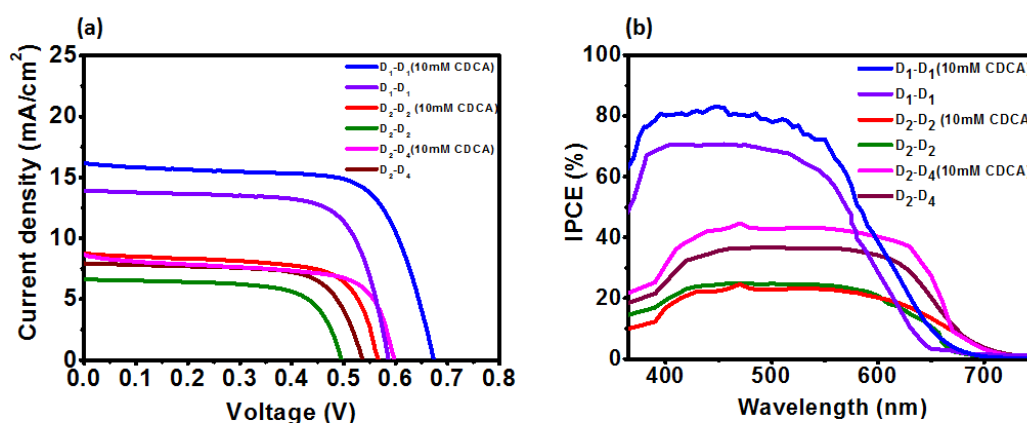 (a)
Current density (mA/cm²)
25
20
15
10
5
0
0.0 0.1 0.2 0.3 0.4 0.5 0.6 0.7 0.8
Voltage (V)
D₁-D₁(10mM CDCA)
D₁-D₁
D₂-D₂ (10mM CDCA)
D₂-D₂
D₂-D₄(10mM CDCA)
D₂-D₄
(b)
IPCE (%)
100
80
60
40
20
0
400 500 600 700
Wavelength (nm)
D₁-D₁(10mM CDCA)
D₁-D₁
D₂-D₂ (10mM CDCA
D₂-D₂
D₂-D₄(10mM CDCA)
D₂-D₄